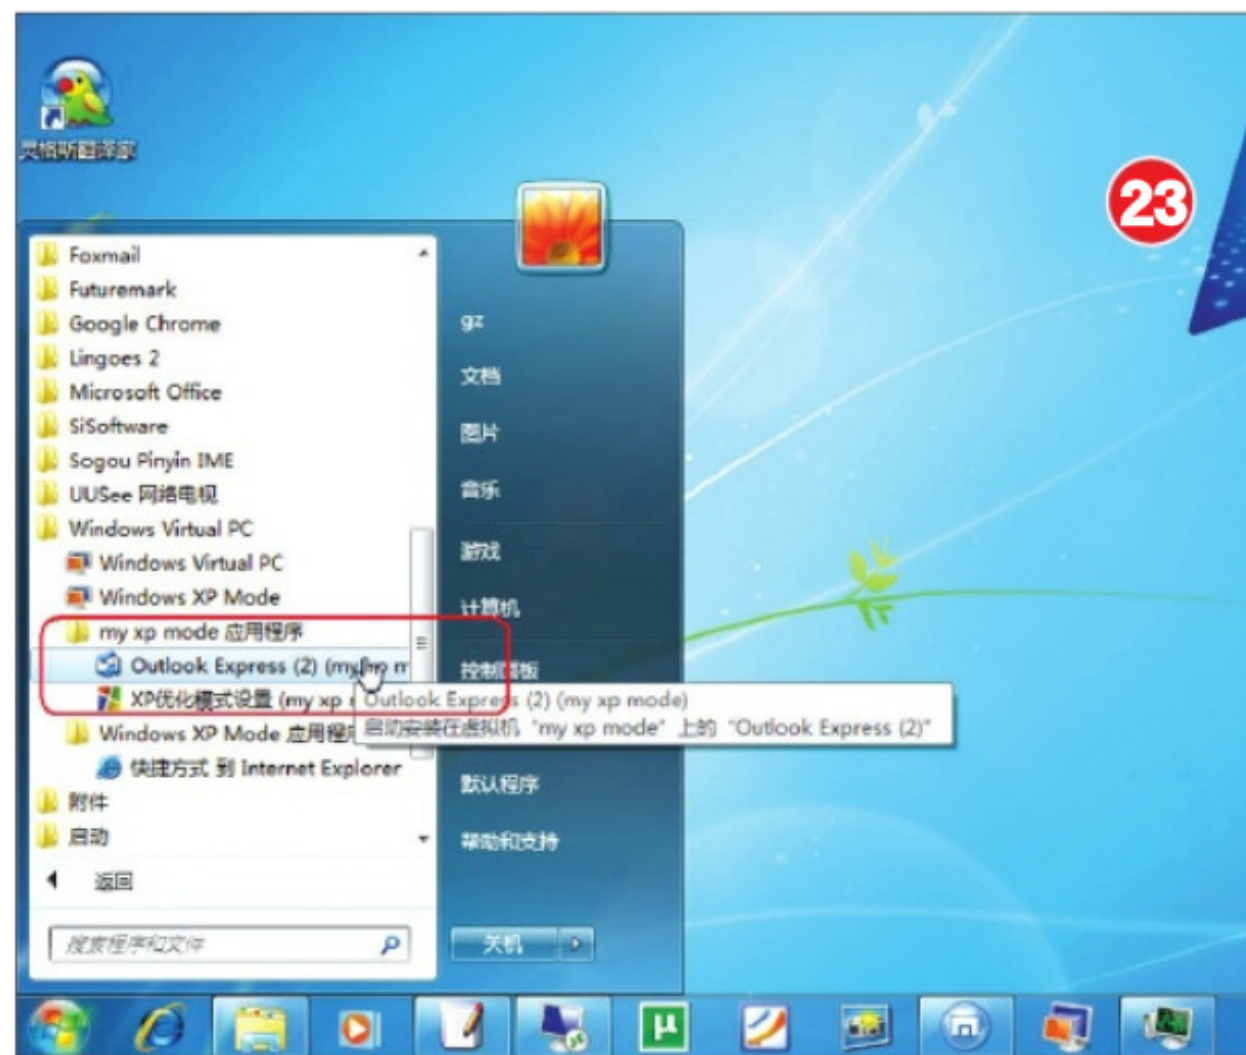 灵格斯翻译家
23
Foxmail
Futuremark
Google Chrome
Lingoes 2
Microsoft Office
SiSoftware
Sogou Pinyin IME
UUSee 网络电视
Windows Virtual PC
Windows Virtual PC
Windows XP Mode
my xp mode 应用程序
Outlook Express (2) (my xp m
XP优化模式设置 (my xp
Windows XP Mode 应用程
快捷方式 到 Internet Explorer
附件
启动
返回
搜索程序和文件
gz
文档
图片
音乐
游戏
计算机
控制面板
Outlook Express (2) (my xp mode)
启动安装在虚拟机 "my xp mode" 上的 "Outlook Express (2)"
默认程序
帮助和支持
关机
µ